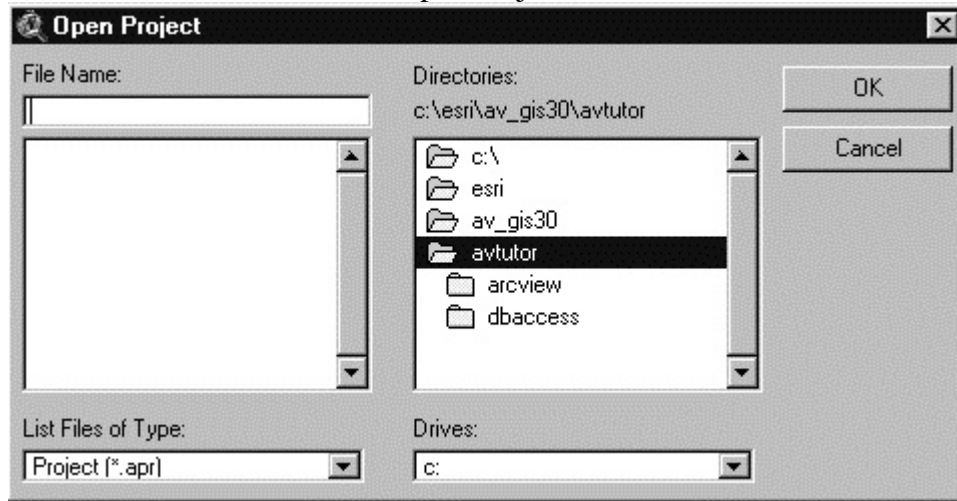 Open Project
File Name:
Directories:
c:\esri\av_gis30\avtutor
OK
Cancel
c:\
esri
av_gis30
avtutor
arcview
dbaccess
List Files of Type:
Project (*.apr)
Drives:
c: